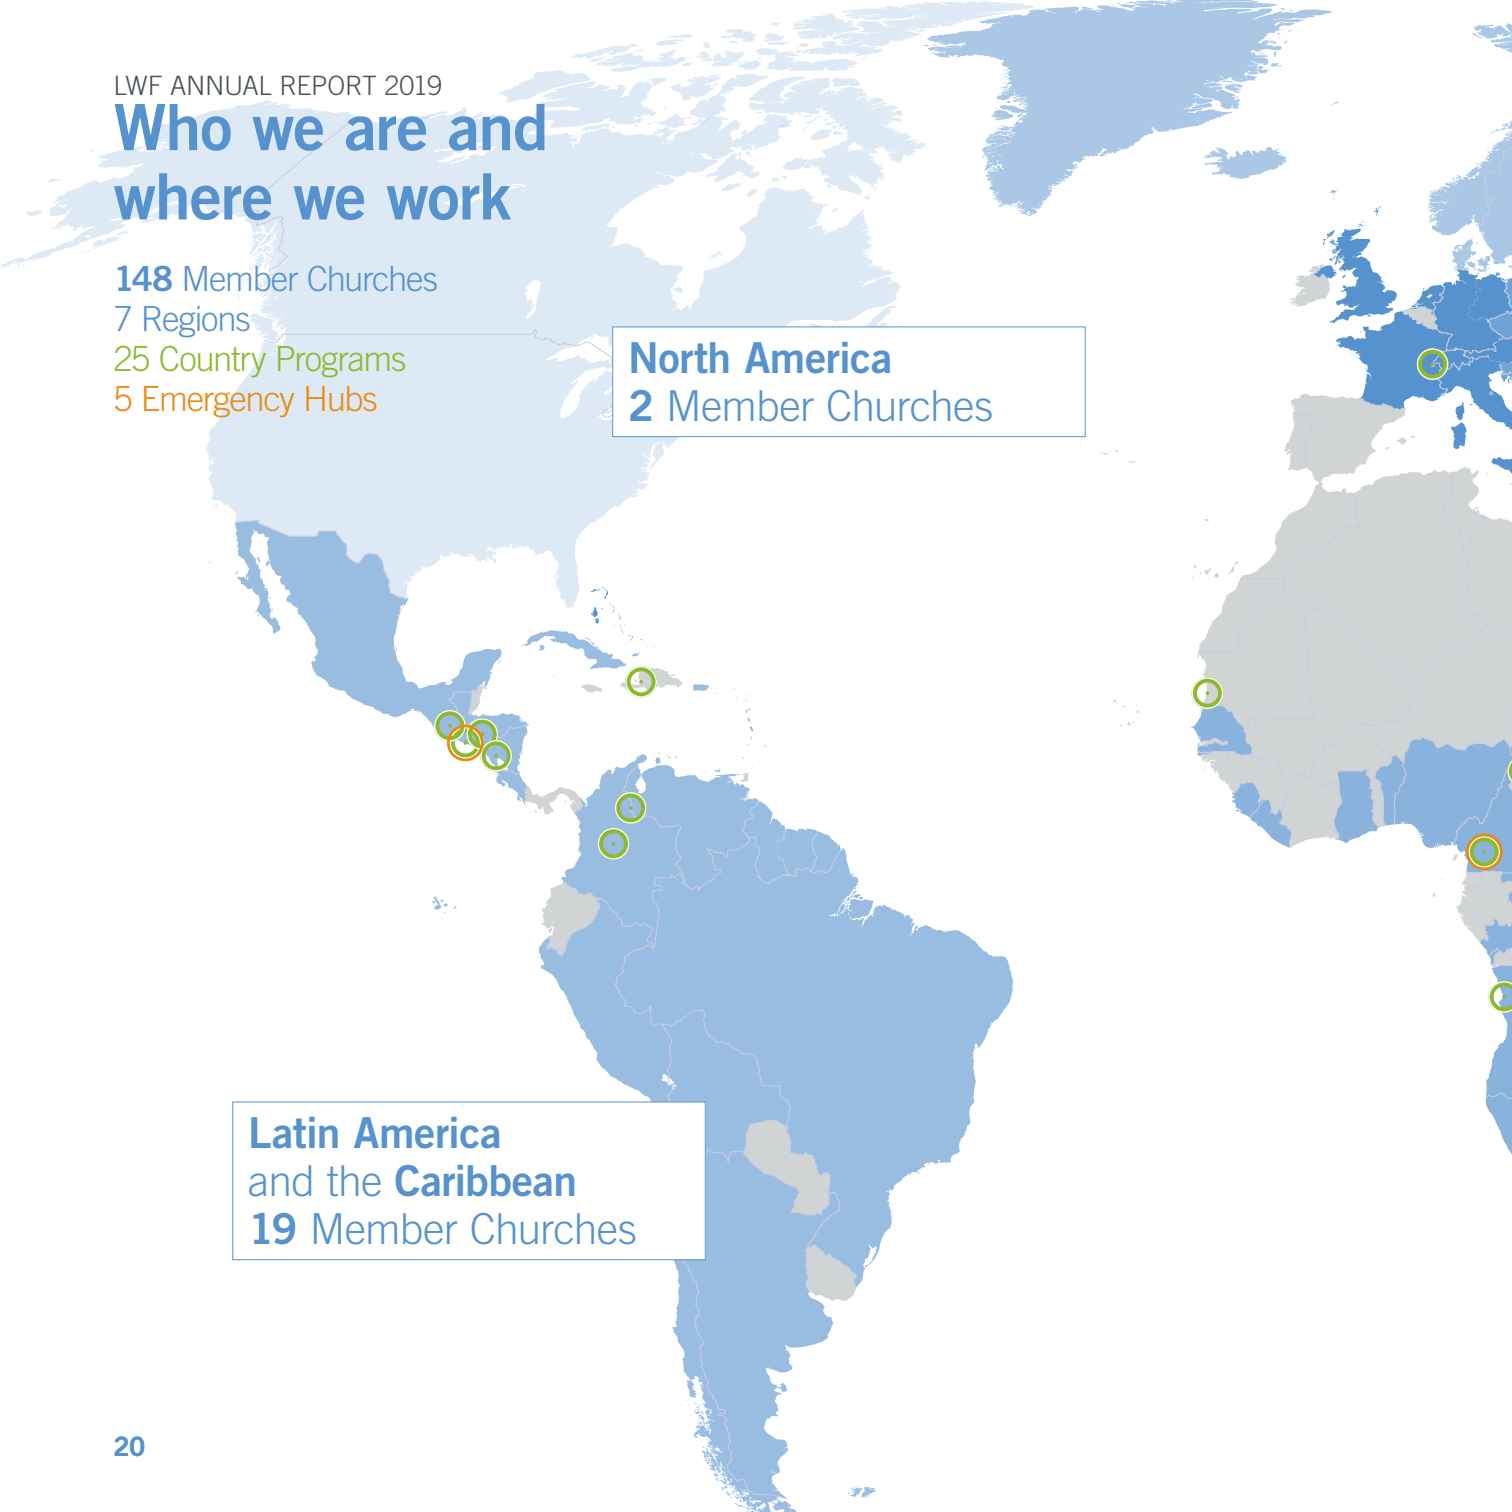 LWF ANNUAL REPORT 2019
Who we are and
where we work
148 Member Churches
7 Regions
25 Country Programs
5 Emergency Hubs
North America
2 Member Churches
Latin America
and the Caribbean
19 Member Churches
20